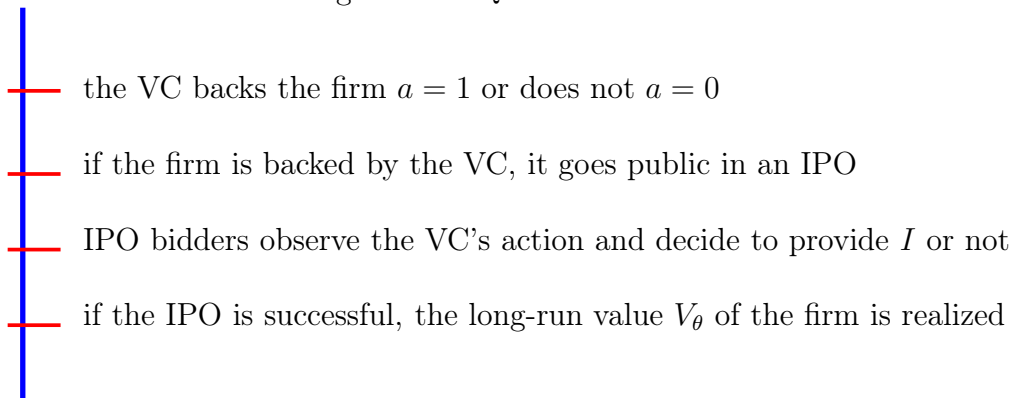 the VC backs the firm a = 1 or does not a = 0
if the firm is backed by the VC, it goes public in an IPO
IPO bidders observe the VC's action and decide to provide I or not
if the IPO is successful, the long-run value V_θ of the firm is realized